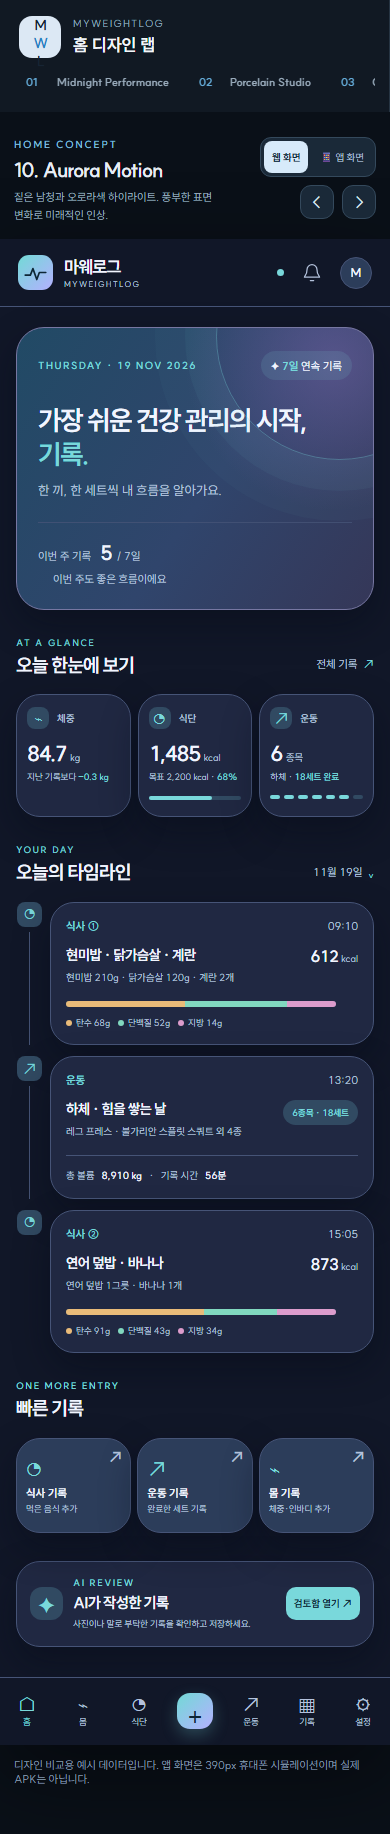 M
W
MYWEIGHTLOG
홈 디자인 랩
01 Midnight Performance 02 Porcelain Studio 03
HOME CONCEPT
10. Aurora Motion
짙은 남청과 오로라색 하이라이트. 풍부한 표면
변화로 미래적인 인상.
웹 화면 앱 화면
마웨로그
MYWEIGHTLOG
M
THURSDAY · 19 NOV 2026
✦ 7일 연속 기록
가장 쉬운 건강 관리의 시작,
기록.
한 끼, 한 세트씩 내 흐름을 알아가요.
이번 주 기록 5 / 7일
이번 주도 좋은 흐름이에요
AT A GLANCE
오늘 한눈에 보기
전체 기록 ↗
체중
84.7 kg
지난 기록보다 −0.3 kg
식단
1,485 kcal
목표 2,200 kcal · 68%
운동
6 종목
하체 · 18세트 완료
YOUR DAY
오늘의 타임라인
11월 19일 ˅
식사 ① 09:10
현미밥 · 닭가슴살 · 계란 612 kcal
현미밥 210g · 닭가슴살 120g · 계란 2개
탄수 68g 단백질 52g 지방 14g
운동 13:20
하체 · 힘을 쌓는 날 6종목 · 18세트
레그 프레스 · 불가리안 스플릿 스쿼트 외 4종
총 볼륨 8,910 kg · 기록 시간 56분
식사 ② 15:05
연어 덮밥 · 바나나 873 kcal
연어 덮밥 1그릇 · 바나나 1개
탄수 91g 단백질 43g 지방 34g
ONE MORE ENTRY
빠른 기록
식사 기록
먹은 음식 추가
운동 기록
완료한 세트 기록
몸 기록
체중·인바디 추가
AI REVIEW
AI가 작성한 기록
사진이나 말로 부탁한 기록을 확인하고 저장하세요.
검토함 열기 ↗
홈 몸 식단 + 운동 기록 설정
디자인 비교용 예시 데이터입니다. 앱 화면은 390px 휴대폰 시뮬레이션이며 실제
APK는 아닙니다.